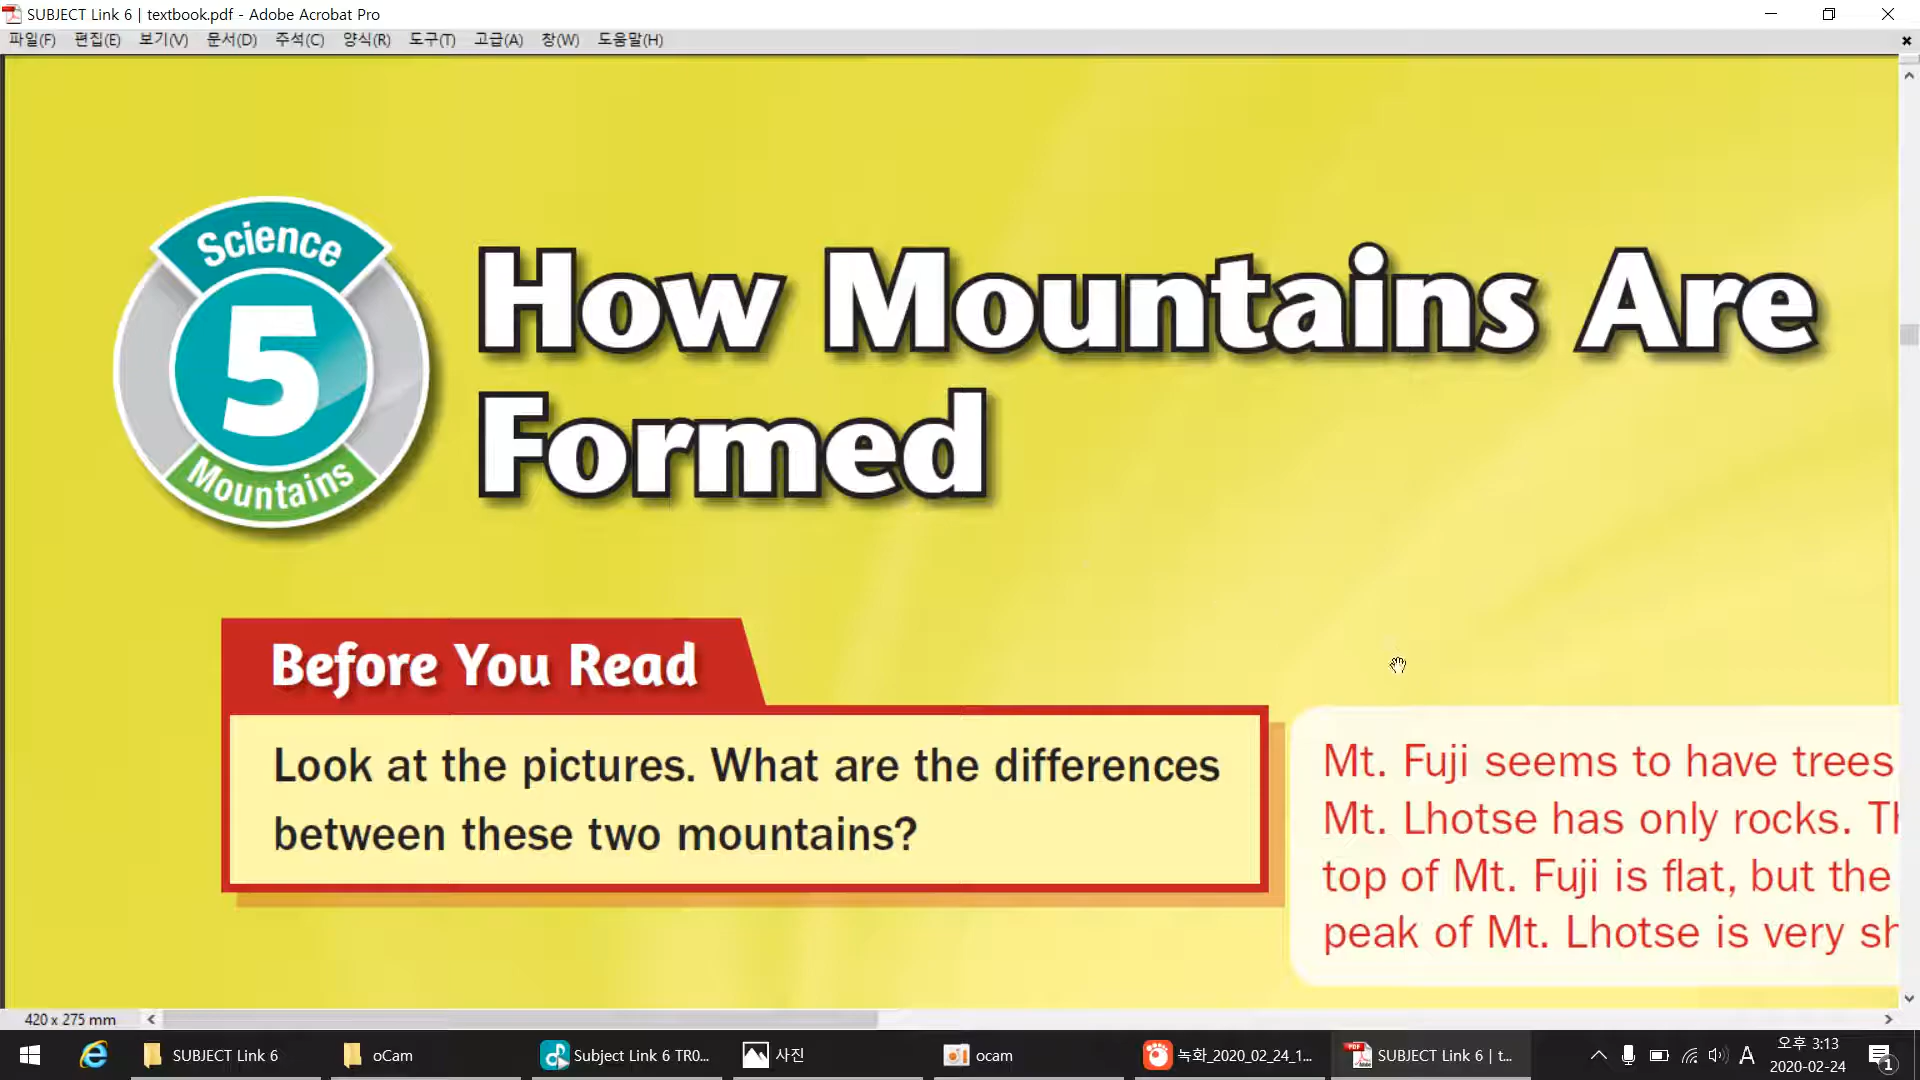 SUBJECT Link 6 | textbook.pdf - Adobe Acrobat Pro
파일(F) 편집(E) 보기(V) 문서(D) 주석(C) 양식(R) 도구(T) 고급(A) 창(W) 도움말(H)
Science
5
Mountains
How Mountains Are
Formed
Before You Read
Look at the pictures. What are the differences
between these two mountains?
Mt. Fuji seems to have trees
Mt. Lhotse has only rocks.
top of Mt. Fuji is flat, but the
peak of Mt. Lhotse is very
420 x 275 mm
SUBJECT Link 6
oCam
Subject Link 6 TR0...
사진
ocam
녹화_2020_02_24_1...
SUBJECT Link 6 | t...
A
오후 3:13
2020-02-24
1